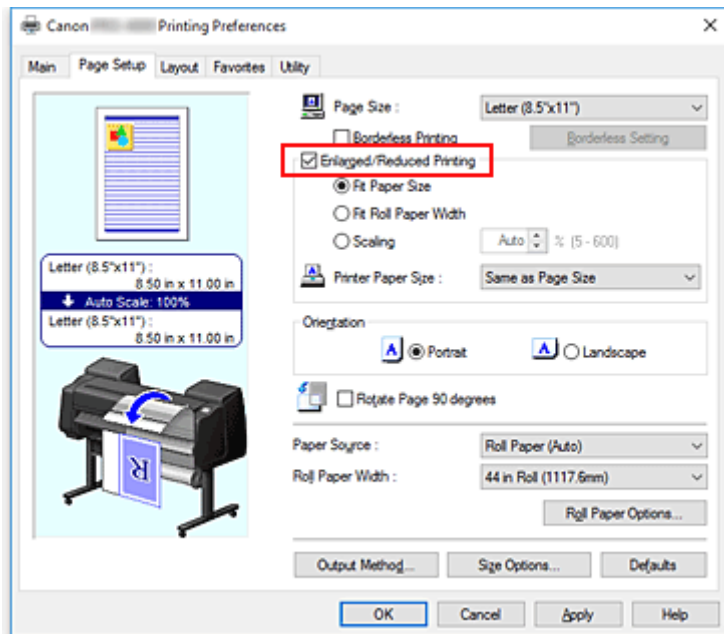 Canon Printing Preferences
Main Page Setup Layout Favorites Utility
Page Size : Letter (8.5"x11")
Borderless Printing Borderless Setting
Enlarged/Reduced Printing
Fit Paper Size
Fit Roll Paper Width
Scaling Auto % (5 - 600)
Printer Paper Size : Same as Page Size
Letter (8.5"x11") :
8.50 in x 11.00 in
Auto Scale: 100%
Letter (8.5"x11") :
8.50 in x 11.00 in
Orientation
A Portrait A Landscape
Rotate Page 90 degrees
R
Paper Source : Roll Paper (Auto)
Roll Paper Width : 44 in Roll (1117.6mm)
Roll Paper Options...
Output Method... Size Options... Defaults
OK Cancel Apply Help